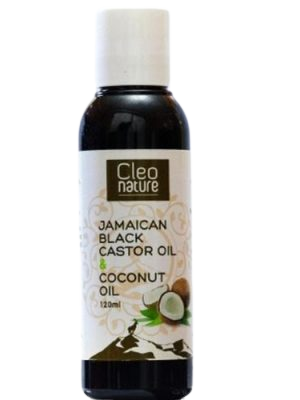 Cleo
nature
JAMAICAN
BLACK
CASTOR OIL
&
COCONUT
OIL
120ml